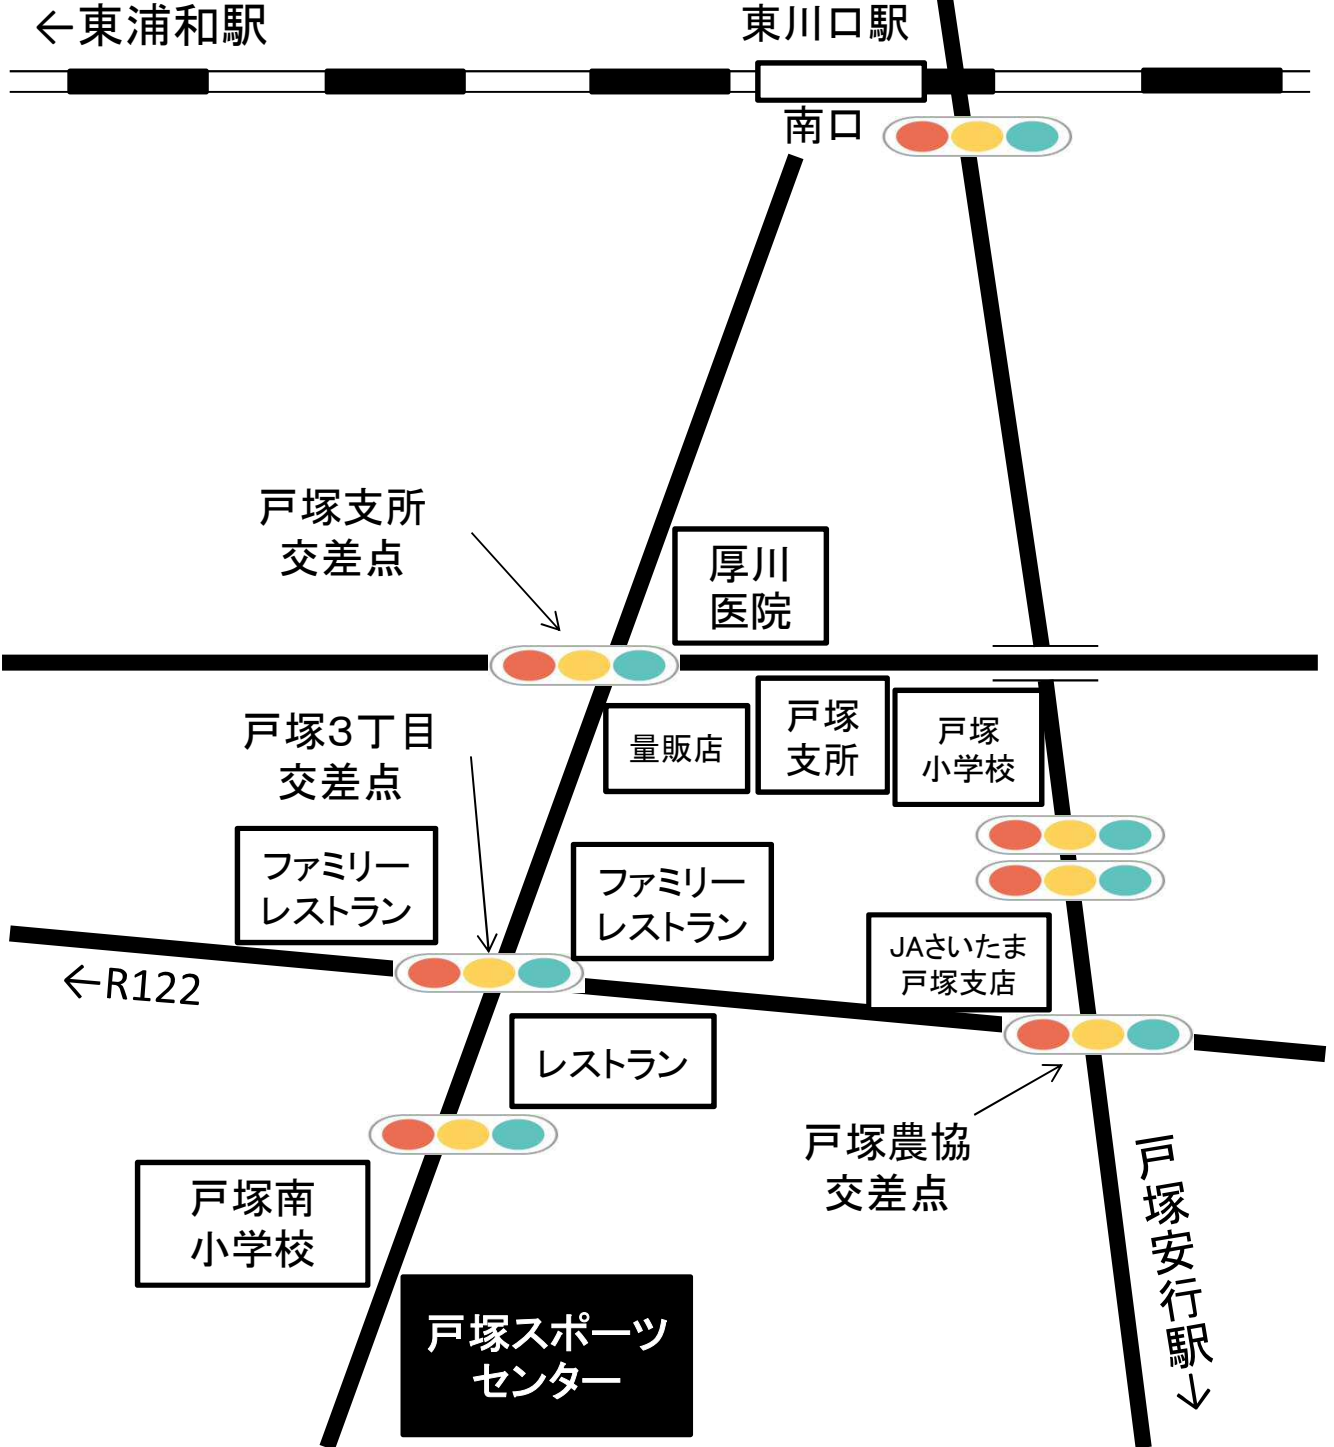 ←東浦和駅
東川口駅
南口
戸塚支所
交差点
厚川
医院
戸塚3丁目
交差点
量販店
戸塚
支所
戸塚
小学校
ファミリー
レストラン
ファミリー
レストラン
JAさいたま
戸塚支店
←R122
レストラン
戸塚農協
交差点
戸塚南
小学校
戸塚安行駅↓
戸塚スポーツ
センター